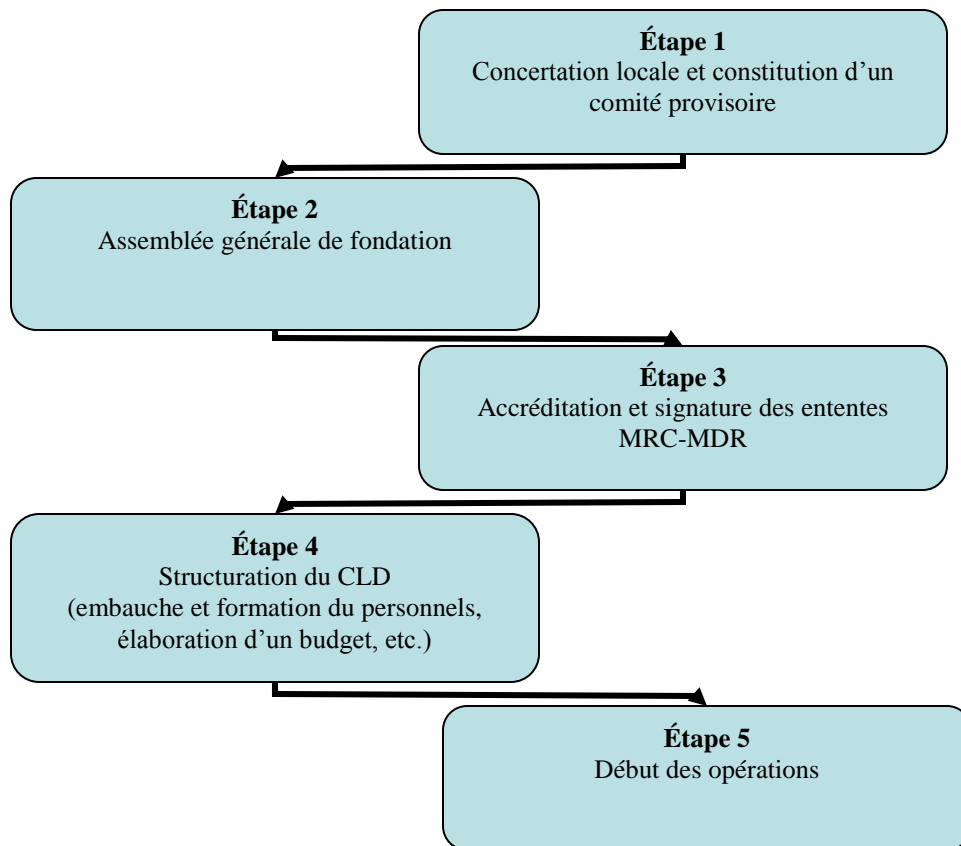 Étape 1
Concertation locale et constitution d'un
comité provisoire
Étape 2
Assemblée générale de fondation
Étape 3
Accréditation et signature des ententes
MRC-MDR
Étape 4
Structuration du CLD
(embauche et formation du personnels,
élaboration d'un budget, etc.)
Étape 5
Début des opérations